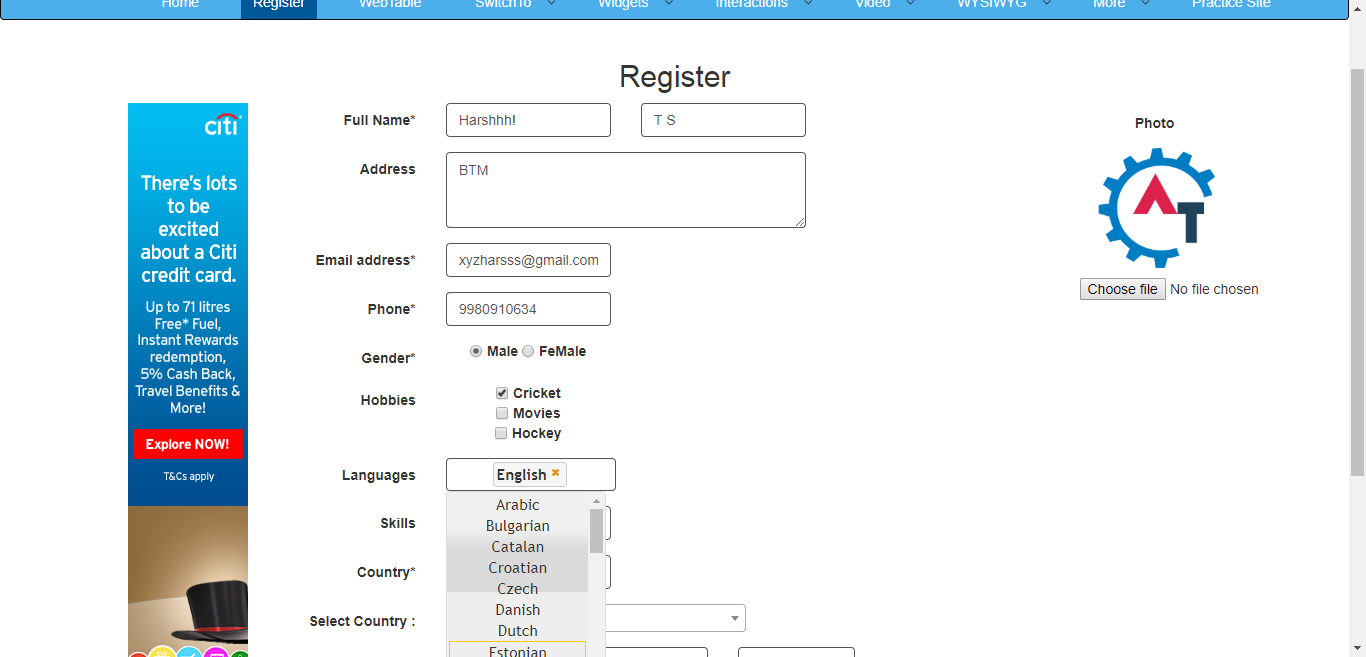 Home Register WebTable SwitchTo Widgets Interactions Video WYSIWYG More Practice Site
Register
citi
There's lots
to be
excited
about a Citi
credit card.
Up to 71 litres
Free* Fuel,
Instant Rewards
redemption,
5% Cash Back,
Travel Benefits &
More!
Explore NOW!
T&Cs apply
Full Name* Harshhh! T S
Address BTM
Email address* xyzharsss@gmail.com
Phone* 9980910634
Gender* Male FeMale
Hobbies Cricket
Movies
Hockey
Languages English
Arabic
Bulgarian
Catalan
Croatian
Czech
Danish
Dutch
Estonian
Skills
Country*
Select Country :
Photo
AT
Choose file No file chosen